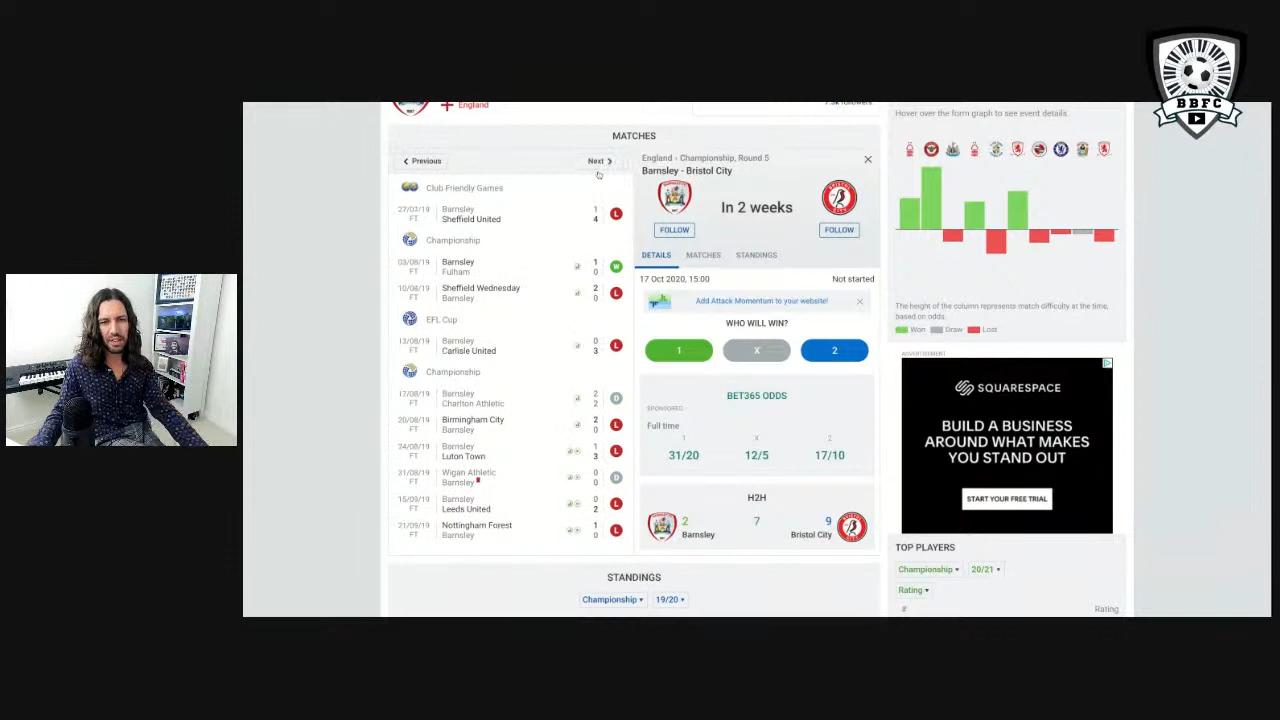 BBFC
England
7.3k followers
MATCHES
Previous
Next
Club Friendly Games
27/07/19 Barnsley 1
FT Sheffield United 4
L
Championship
03/08/19 Barnsley 1
FT Fulham 0
W
10/08/19 Sheffield Wednesday 2
FT Barnsley 0
L
EFL Cup
13/08/19 Barnsley 0
FT Carlisle United 3
L
Championship
17/08/19 Barnsley 2
FT Charlton Athletic 2
D
20/08/19 Birmingham City 2
FT Barnsley 0
L
24/08/19 Barnsley 1
FT Luton Town 3
L
31/08/19 Wigan Athletic 0
FT Barnsley 0
D
15/09/19 Barnsley 0
FT Leeds United 2
L
21/09/19 Nottingham Forest 1
FT Barnsley 0
L
England - Championship, Round 5
Barnsley - Bristol City
In 2 weeks
FOLLOW
FOLLOW
DETAILS MATCHES STANDINGS
17 Oct 2020, 15:00 Not started
Add Attack Momentum to your website!
WHO WILL WIN?
1 X 2
BET365 ODDS
SPONSORED
Full time
1 X 2
31/20 12/5 17/10
H2H
2 7 9
Barnsley Bristol City
STANDINGS
Championship 19/20
Hover over the form graph to see event details.
The height of the column represents match difficulty at the time,
based on odds.
Won Draw Lost
ADVERTISEMENT
SQUARESPACE
BUILD A BUSINESS
AROUND WHAT MAKES
YOU STAND OUT
START YOUR FREE TRIAL
TOP PLAYERS
Championship 20/21
Rating
# Rating